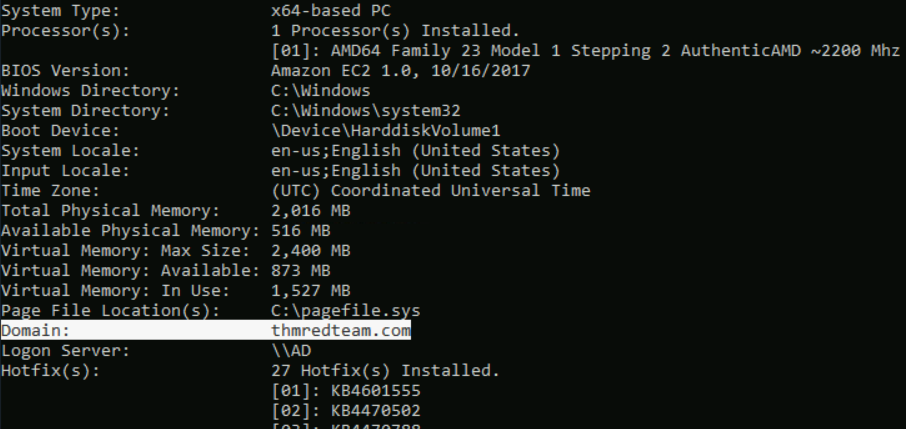 System Type: x64-based PC
Processor(s): 1 Processor(s) Installed.
[01]: AMD64 Family 23 Model 1 Stepping 2 AuthenticAMD ~2200 Mhz
BIOS Version: Amazon EC2 1.0, 10/16/2017
Windows Directory: C:\Windows
System Directory: C:\Windows\system32
Boot Device: \Device\HarddiskVolume1
System Locale: en-us;English (United States)
Input Locale: en-us;English (United States)
Time Zone: (UTC) Coordinated Universal Time
Total Physical Memory: 2,016 MB
Available Physical Memory: 516 MB
Virtual Memory: Max Size: 2,400 MB
Virtual Memory: Available: 873 MB
Virtual Memory: In Use: 1,527 MB
Page File Location(s): C:\pagefile.sys
Domain: thmredteam.com
Logon Server: \\AD
Hotfix(s): 27 Hotfix(s) Installed.
[01]: KB4601555
[02]: KB4470502